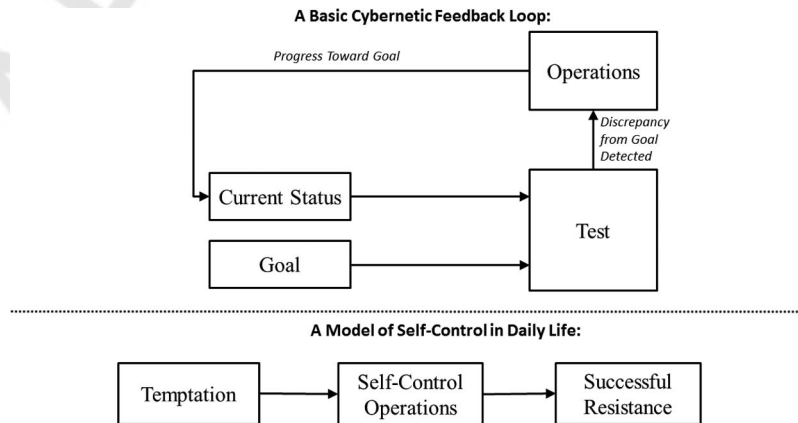 A Basic Cybernetic Feedback Loop:
Progress Toward Goal
Operations
Discrepancy
from Goal
Detected
Current Status
Test
Goal
A Model of Self-Control in Daily Life:
Temptation
Self-Control
Operations
Successful
Resistance